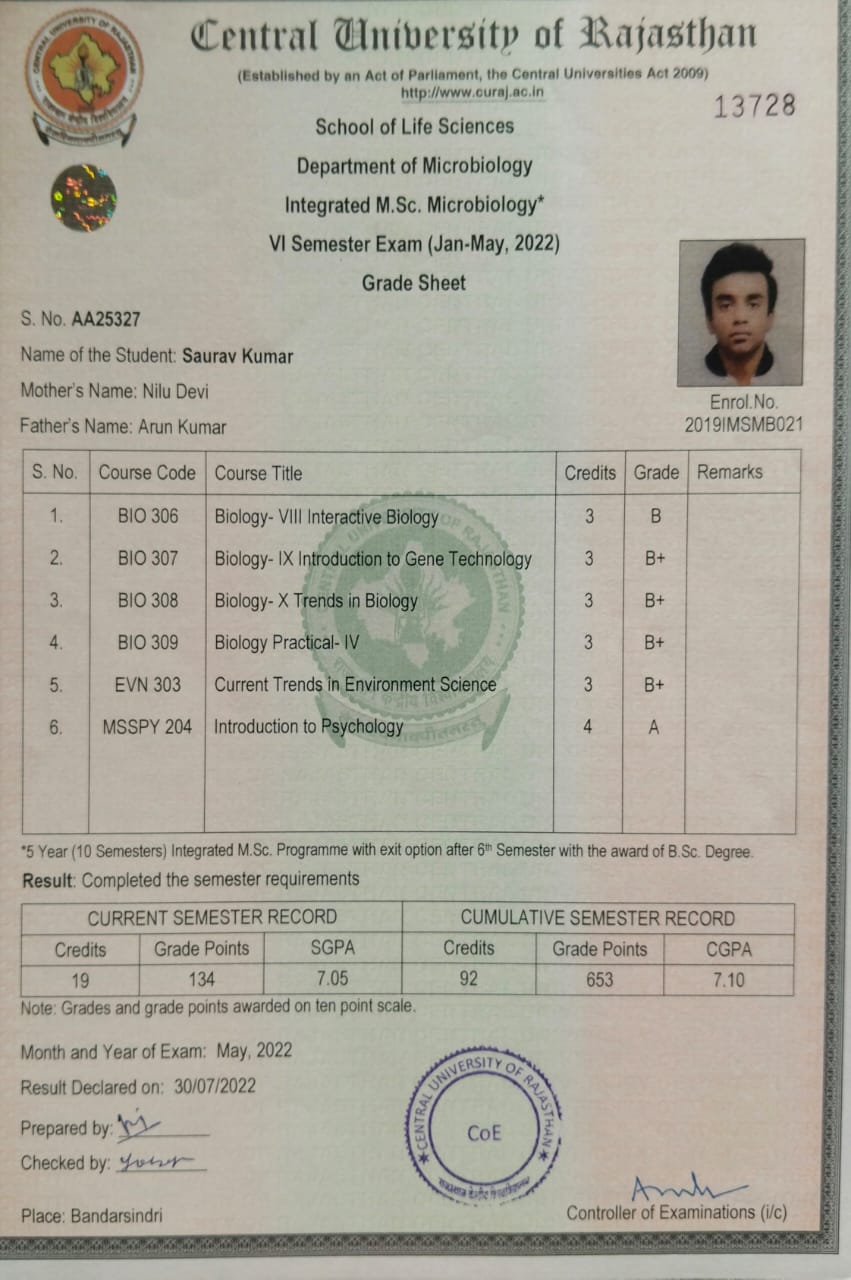 Central University of Rajasthan
(Established by an Act of Parliament, the Central Universities Act 2009)
http://www.curaj.ac.in
13728
School of Life Sciences
Department of Microbiology
Integrated M.Sc. Microbiology*
VI Semester Exam (Jan-May, 2022)
Grade Sheet
S. No. AA25327
Name of the Student: Saurav Kumar
Mother's Name: Nilu Devi
Father's Name: Arun Kumar
Enrol.No.
2019IMSMB021
S. No. Course Code Course Title Credits Grade Remarks
1. BIO 306 Biology- VIII Interactive Biology 3 B
2. BIO 307 Biology- IX Introduction to Gene Technology 3 B+
3. BIO 308 Biology- X Trends in Biology 3 B+
4. BIO 309 Biology Practical- IV 3 B+
5. EVN 303 Current Trends in Environment Science 3 B+
6. MSSPY 204 Introduction to Psychology 4 A
*5 Year (10 Semesters) Integrated M.Sc. Programme with exit option after 6th Semester with the award of B.Sc. Degree.
Result: Completed the semester requirements
CURRENT SEMESTER RECORD CUMULATIVE SEMESTER RECORD
Credits Grade Points SGPA Credits Grade Points CGPA
19 134 7.05 92 653 7.10
Note: Grades and grade points awarded on ten point scale.
Month and Year of Exam: May, 2022
Result Declared on: 30/07/2022
Prepared by:
Checked by:
CENTRAL UNIVERSITY OF RAJASTHAN
CoE
Place: Bandarsindri
Controller of Examinations (i/c)